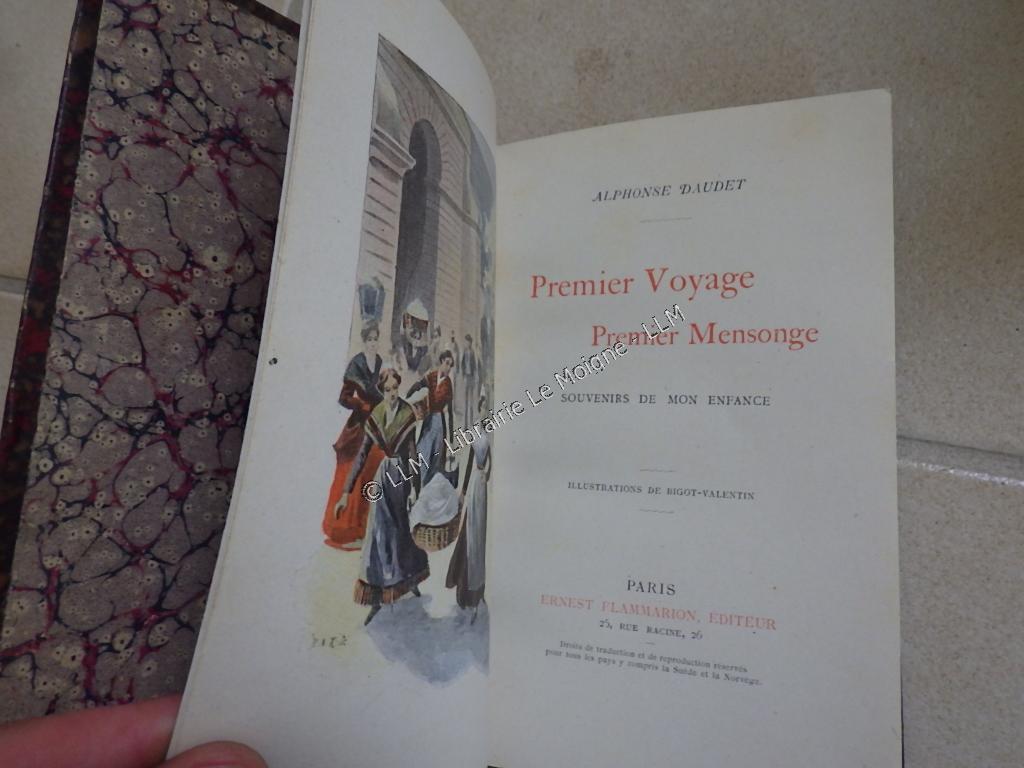 ALPHONSE DAUDET
Premier Voyage
Premier Mensonge
SOUVENIRS DE MON ENFANCE
ILLUSTRATIONS DE BIGOT-VALENTIN
PARIS
ERNEST FLAMMARION, ÉDITEUR
26, RUE RACINE, 26
Droits de traduction et de reproduction réservés
pour tous les pays y compris la Suède et la Norvège.
© LLM - Librairie Le Moigne - LLM